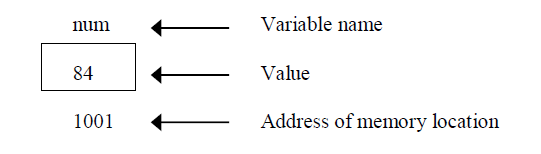 num Variable name
84 Value
1001 Address of memory location